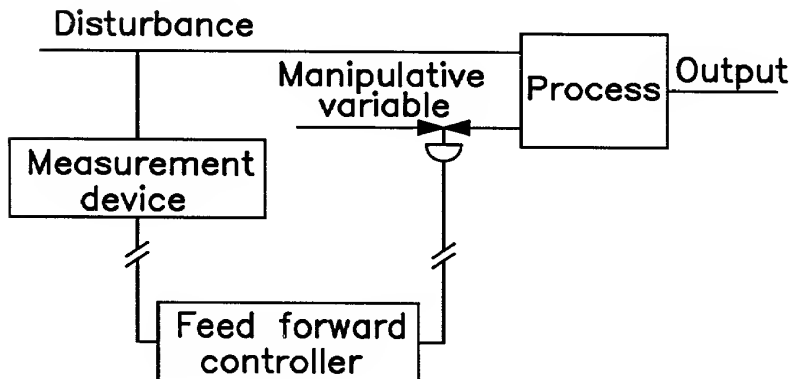 Disturbance
Manipulative
variable
Process
Output
Measurement
device
Feed forward
controller